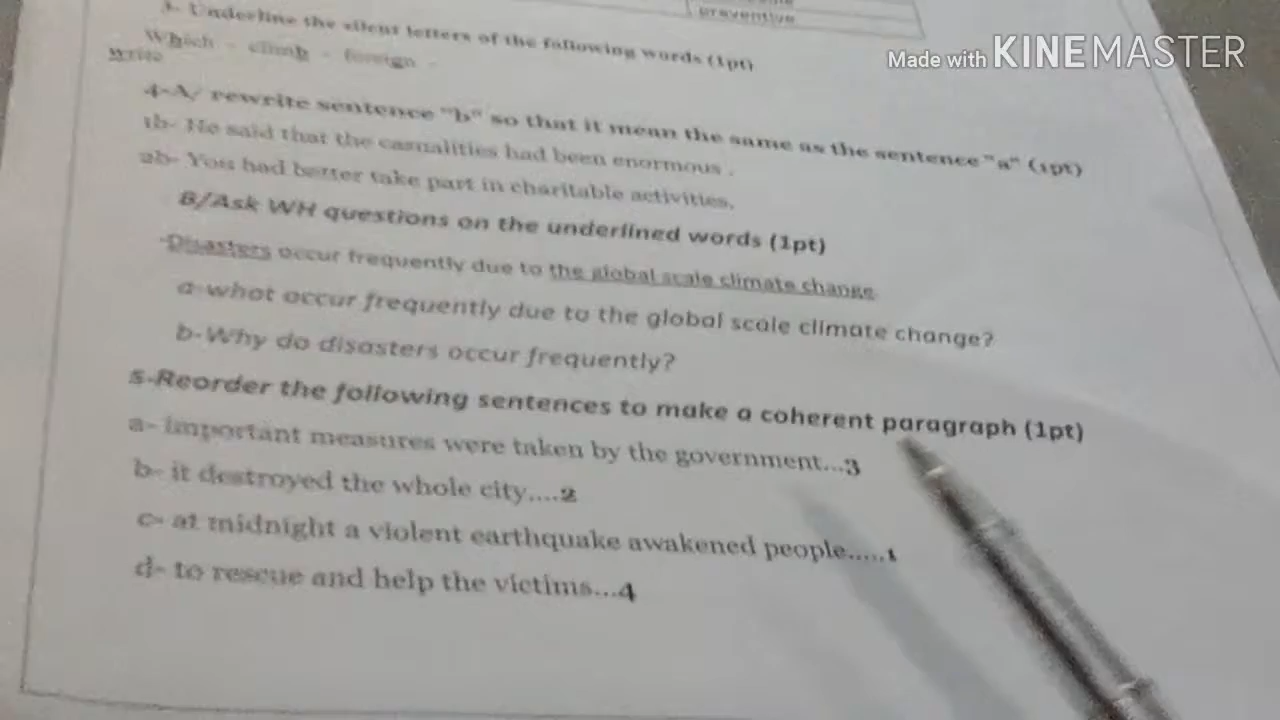 preventive
3- Underline the silent letters of the following words (1pt)
Which - climb - foreign -
Write
Made with KINEMASTER
4-A/ rewrite sentence "b" so that it mean the same as the sentence "a" (1pt)
1b- He said that the casualities had been enormous .
2b- You had better take part in charitable activities.
B/Ask WH questions on the underlined words (1pt)
-Disasters occur frequently due to the global scale climate change
a-what occur frequently due to the global scale climate change?
b-Why do disasters occur frequently?
5-Reorder the following sentences to make a coherent paragraph (1pt)
a- important measures were taken by the government...3
b- it destroyed the whole city....2
c- at midnight a violent earthquake awakened people.....1
d- to rescue and help the victims...4